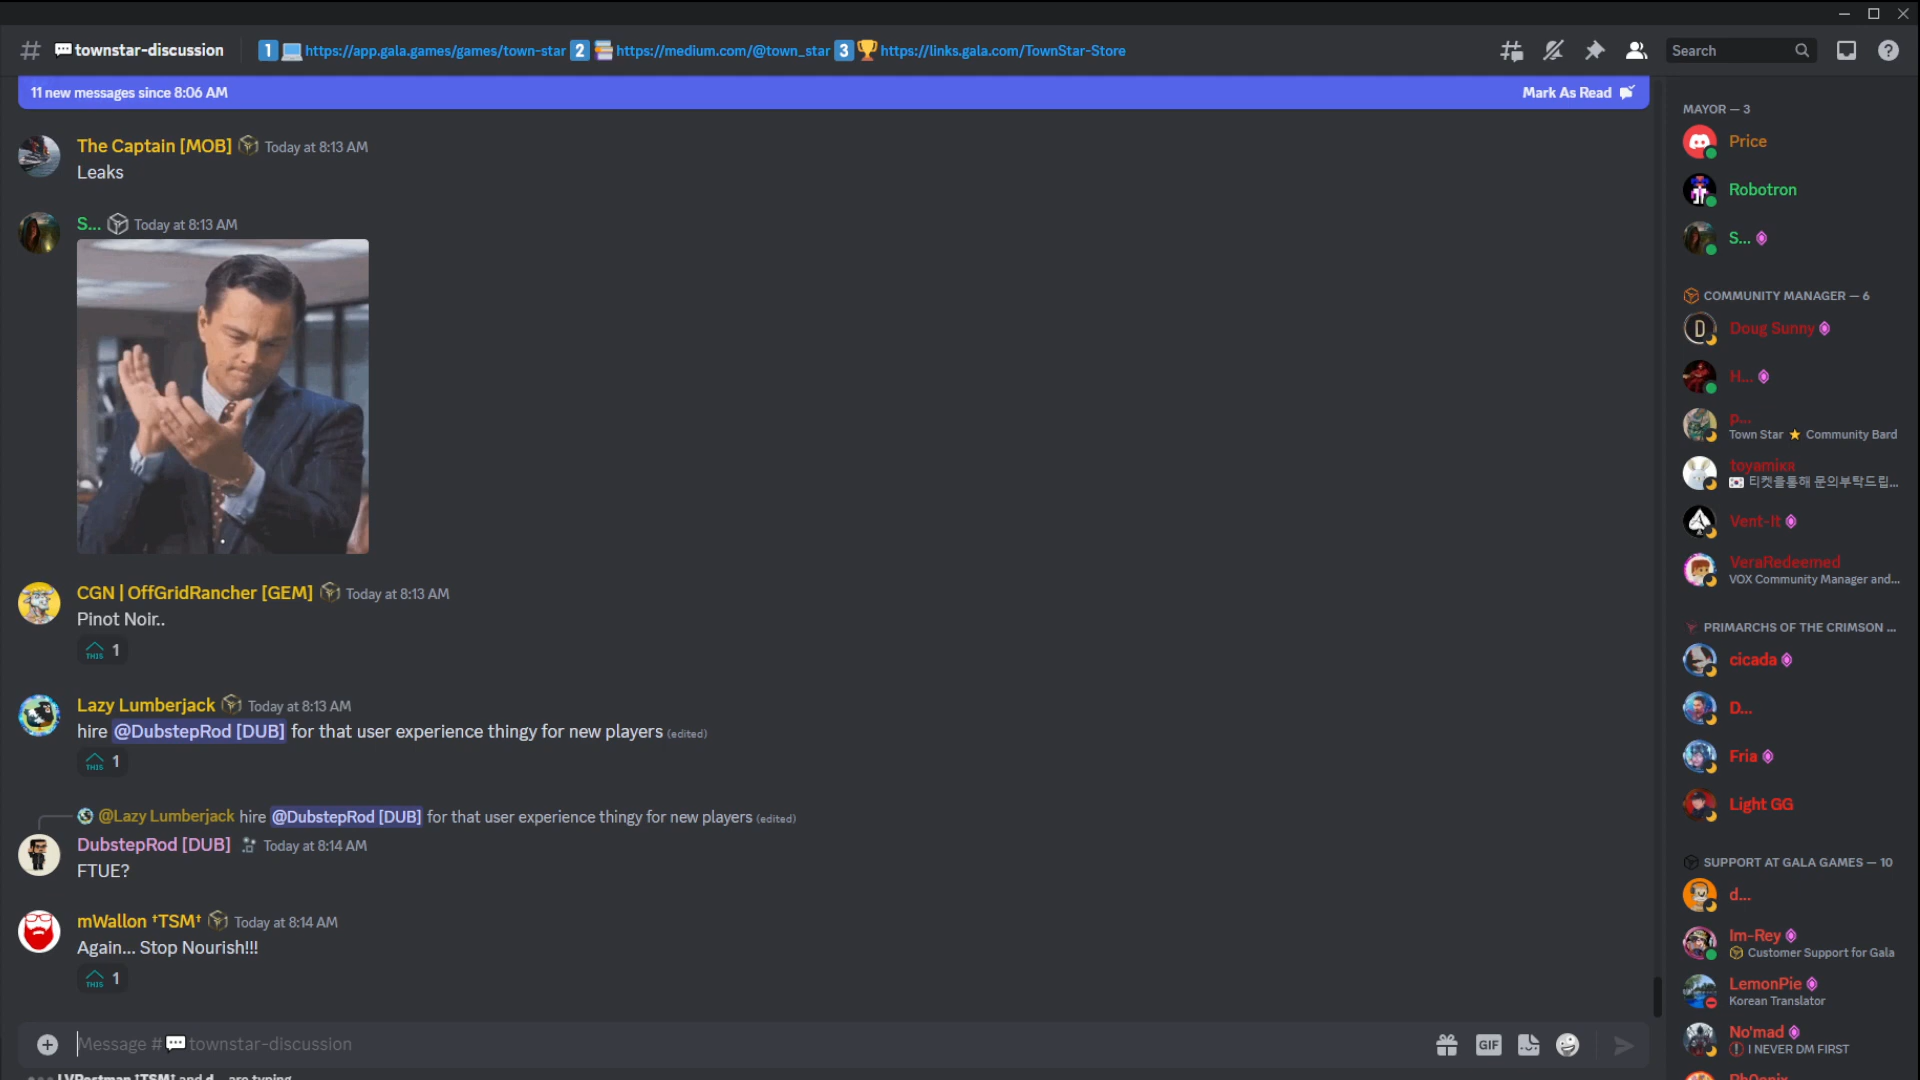 townstar-discussion
1 https://app.gala.games/games/town-star 2 https://medium.com/@town_star 3 https://links.gala.com/TownStar-Store
Search
11 new messages since 8:06 AM
Mark As Read
The Captain [MOB] Today at 8:13 AM
Leaks
S... Today at 8:13 AM
CGN | OffGridRancher [GEM] Today at 8:13 AM
Pinot Noir..
THIS 1
Lazy Lumberjack Today at 8:13 AM
hire @DubstepRod [DUB] for that user experience thingy for new players (edited)
THIS 1
@Lazy Lumberjack hire @DubstepRod [DUB] for that user experience thingy for new players (edited)
DubstepRod [DUB] Today at 8:14 AM
FTUE?
mWallon †TSM† Today at 8:14 AM
Again... Stop Nourish!!!
THIS 1
Message # townstar-discussion
GIF
LVPostman [TSM] and d... are typing
MAYOR — 3
Price
Robotron
S...
COMMUNITY MANAGER — 6
D
Doug Sunny
H...
p...
Town Star ⭐ Community Bard
toyamікя
티켓을통해 문의부탁드립...
Vent-It
VeraRedeemed
VOX Community Manager and...
PRIMARCHS OF THE CRIMSON ...
cicada
D...
Fria
Light GG
SUPPORT AT GALA GAMES — 10
d...
Im-Rey
Customer Support for Gala
LemonPie
Korean Translator
No'mad
I NEVER DM FIRST
Ph0enix